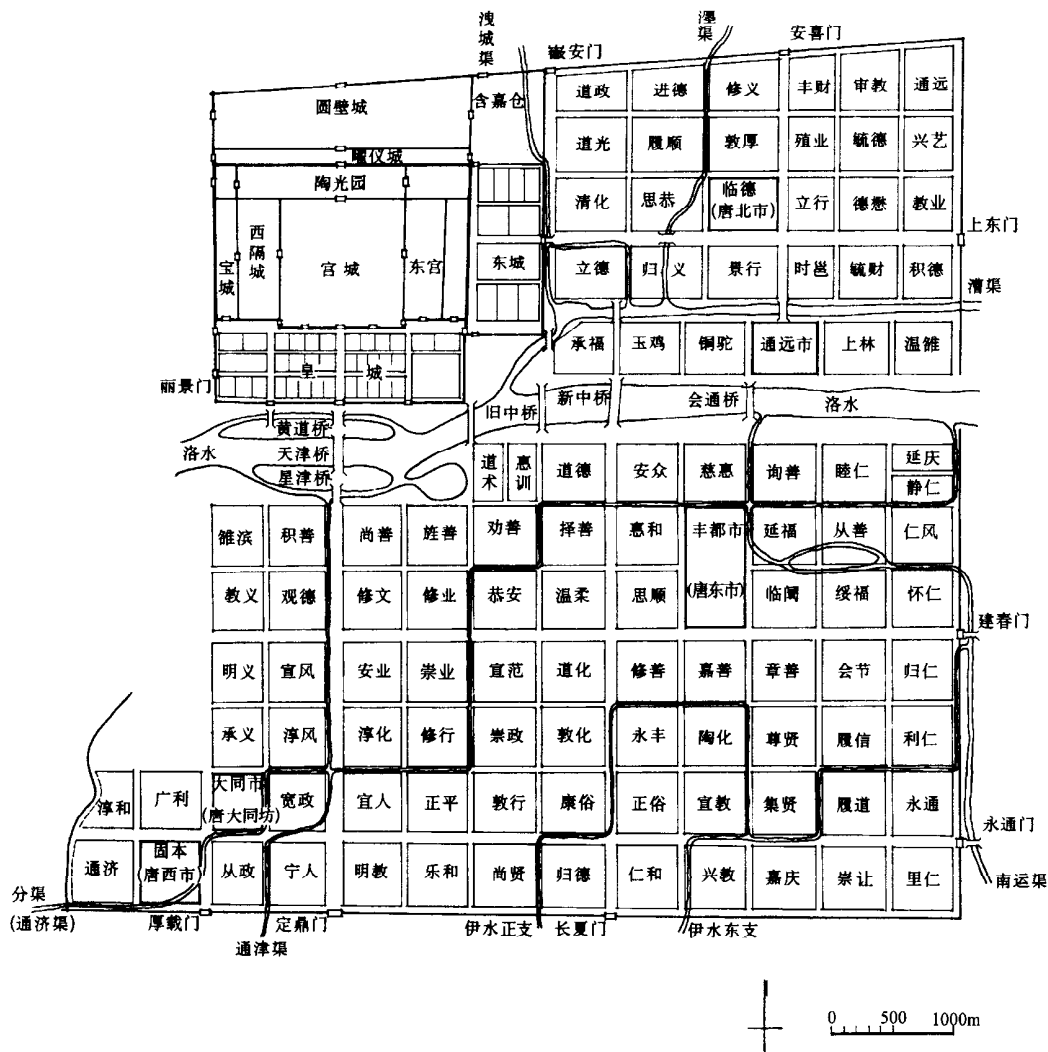 洩城渠
瀍渠
徽安门
安喜门
含嘉仓
道政 进德 修义 丰财 审教 通远
圆壁城
道光 履顺 敦厚 殖业 毓德 兴艺
曜仪城
陶光园
清化 思恭 临德 立行 德懋 教业
(唐北市)
上东门
西隔城
宝城
宫城
东宫
东城
立德 归义 景行 时邕 毓财 积德
漕渠
承福 玉鸡 铜驼 通远市 上林 温雒
皇城
丽景门
旧中桥
新中桥
会通桥
洛水
黄道桥
天津桥
星津桥
洛水
道术 惠训 道德 安众 慈惠 询善 睦仁 延庆
静仁
雒滨 积善 尚善 旌善 劝善 择善 惠和 丰都市 延福 从善 仁风
(唐东市)
教义 观德 修文 修业 恭安 温柔 思顺 临阛 绥福 怀仁
建春门
明义 宣风 安业 崇业 宣范 道化 修善 嘉善 章善 会节 归仁
承义 淳风 淳化 修行 崇政 敦化 永丰 陶化 尊贤 履信 利仁
淳和 广利 大同市 宽政 宜人 正平 敦行 康俗 正俗 宣教 集贤 履道 永通
(唐大同坊)
永通门
通济 固本 从政 宁人 明教 乐和 尚贤 归德 仁和 兴教 嘉庆 崇让 里仁
(唐西市)
南运渠
分渠
(通济渠)
厚载门
定鼎门
通津渠
伊水正支
长夏门
伊水东支
0 500 1000m